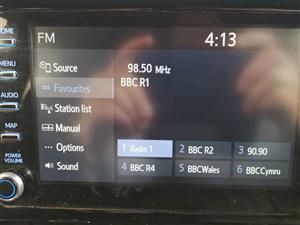 HOME
FM
4:13
MENU
Source
98.50 MHz
Favourites
BBC R1
AUDIO
Station list
Manual
MAP
Options
1 Radio 1
2 BBC R2
3 90.90
POWER
VOLUME
Sound
4 BBC R4
5 BBCWales
6 BBCCymru